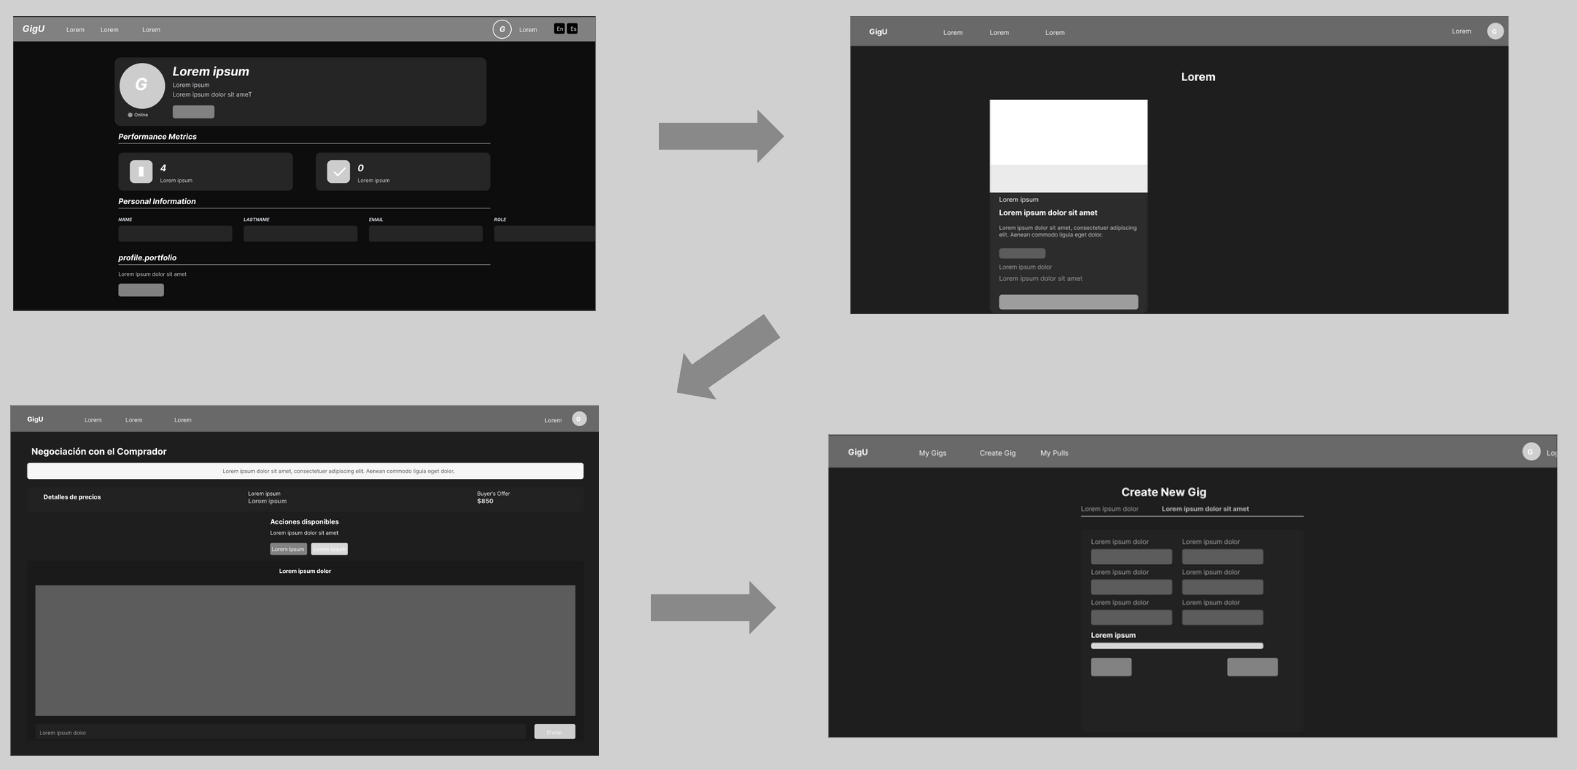 GigU Lorem Lorem Lorem G Lorem En Es
G
Lorem ipsum
Lorem ipsum
Lorem ipsum dolor sit ameT
Online
Performance Metrics
4
Lorem ipsum
0
Lorem ipsum
Personal Information
NAME LASTNAME EMAIL ROLE
profile.portfolio
Lorem ipsum dolor sit amet
GigU Lorem Lorem Lorem Lorem G
Lorem
Lorem ipsum
Lorem ipsum dolor sit amet
Lorem ipsum dolor sit amet, consectetuer adipiscing
elit. Aenean commodo ligula eget dolor.
Lorem ipsum dolor
Lorem ipsum dolor sit amet
GigU Lorem Lorem Lorem Lorem G
Negociación con el Comprador
Lorem ipsum dolor sit amet, consectetuer adipiscing elit. Aenean commodo ligula eget dolor.
Detalles de precios
Lorem ipsum
Lorem ipsum
Buyer's Offer
$850
Acciones disponibles
Lorem ipsum dolor sit amet
Lorem ipsum Lorem ipsum
Lorem ipsum dolor
Lorem ipsum dolor Enviar
GigU My Gigs Create Gig My Pulls G
Create New Gig
Lorem ipsum dolor Lorem ipsum dolor sit amet
Lorem ipsum dolor Lorem ipsum dolor
Lorem ipsum dolor Lorem ipsum dolor
Lorem ipsum dolor Lorem ipsum dolor
Lorem ipsum